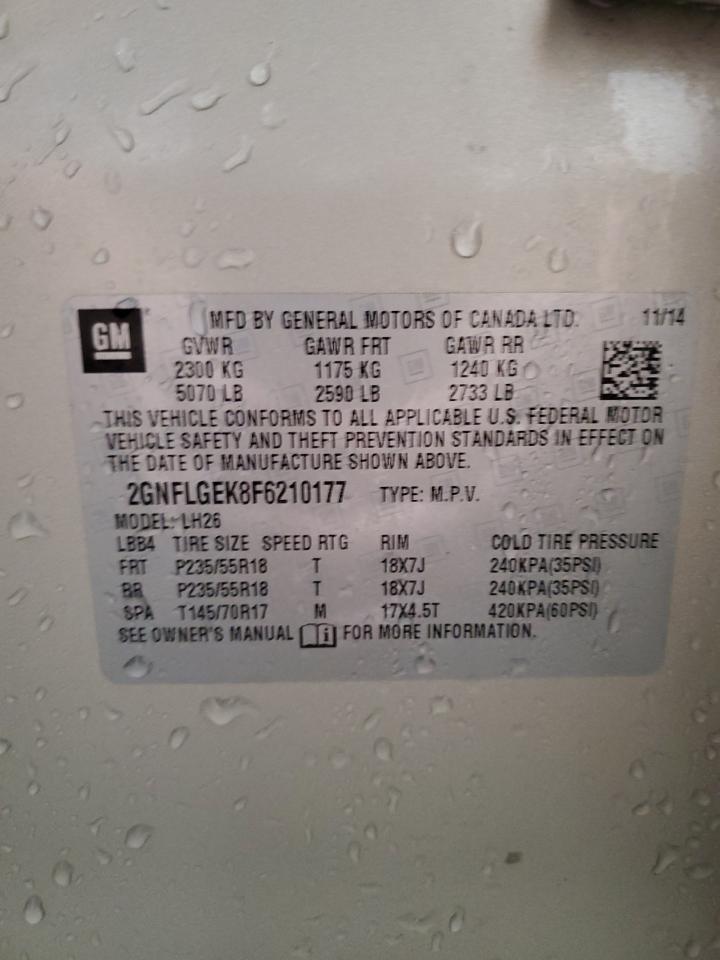 GM MFD BY GENERAL MOTORS OF CANADA LTD. 11/14
GVWR GAWR FRT GAWR RR
2300 KG 1175 KG 1240 KG
5070 LB 2590 LB 2733 LB
THIS VEHICLE CONFORMS TO ALL APPLICABLE U.S. FEDERAL MOTOR
VEHICLE SAFETY AND THEFT PREVENTION STANDARDS IN EFFECT ON
THE DATE OF MANUFACTURE SHOWN ABOVE.
2GNFLGEK8F6210177 TYPE: M.P.V.
MODEL: LH26
LBB4 TIRE SIZE SPEED RTG RIM COLD TIRE PRESSURE
FRT P235/55R18 T 18X7J 240KPA(35PSI)
RR P235/55R18 T 18X7J 240KPA(35PSI)
SPA T145/70R17 M 17X4.5T 420KPA(60PSI)
SEE OWNER'S MANUAL i FOR MORE INFORMATION.